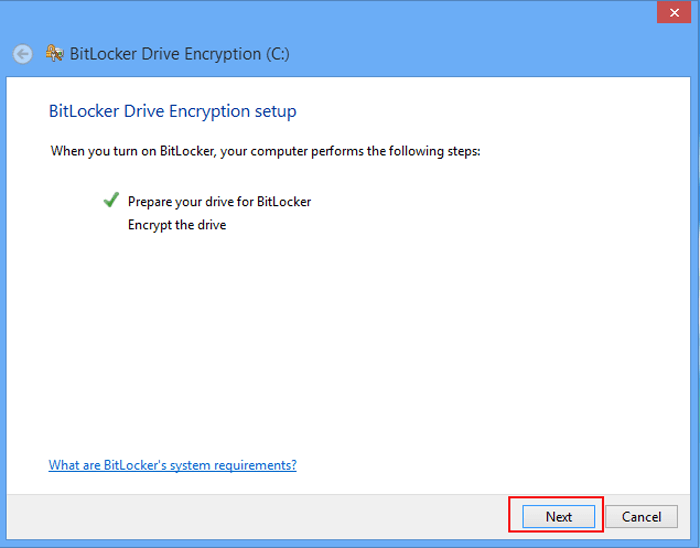 BitLocker Drive Encryption (C:)
BitLocker Drive Encryption setup
When you turn on BitLocker, your computer performs the following steps:
Prepare your drive for BitLocker
Encrypt the drive
What are BitLocker's system requirements?
Next Cancel